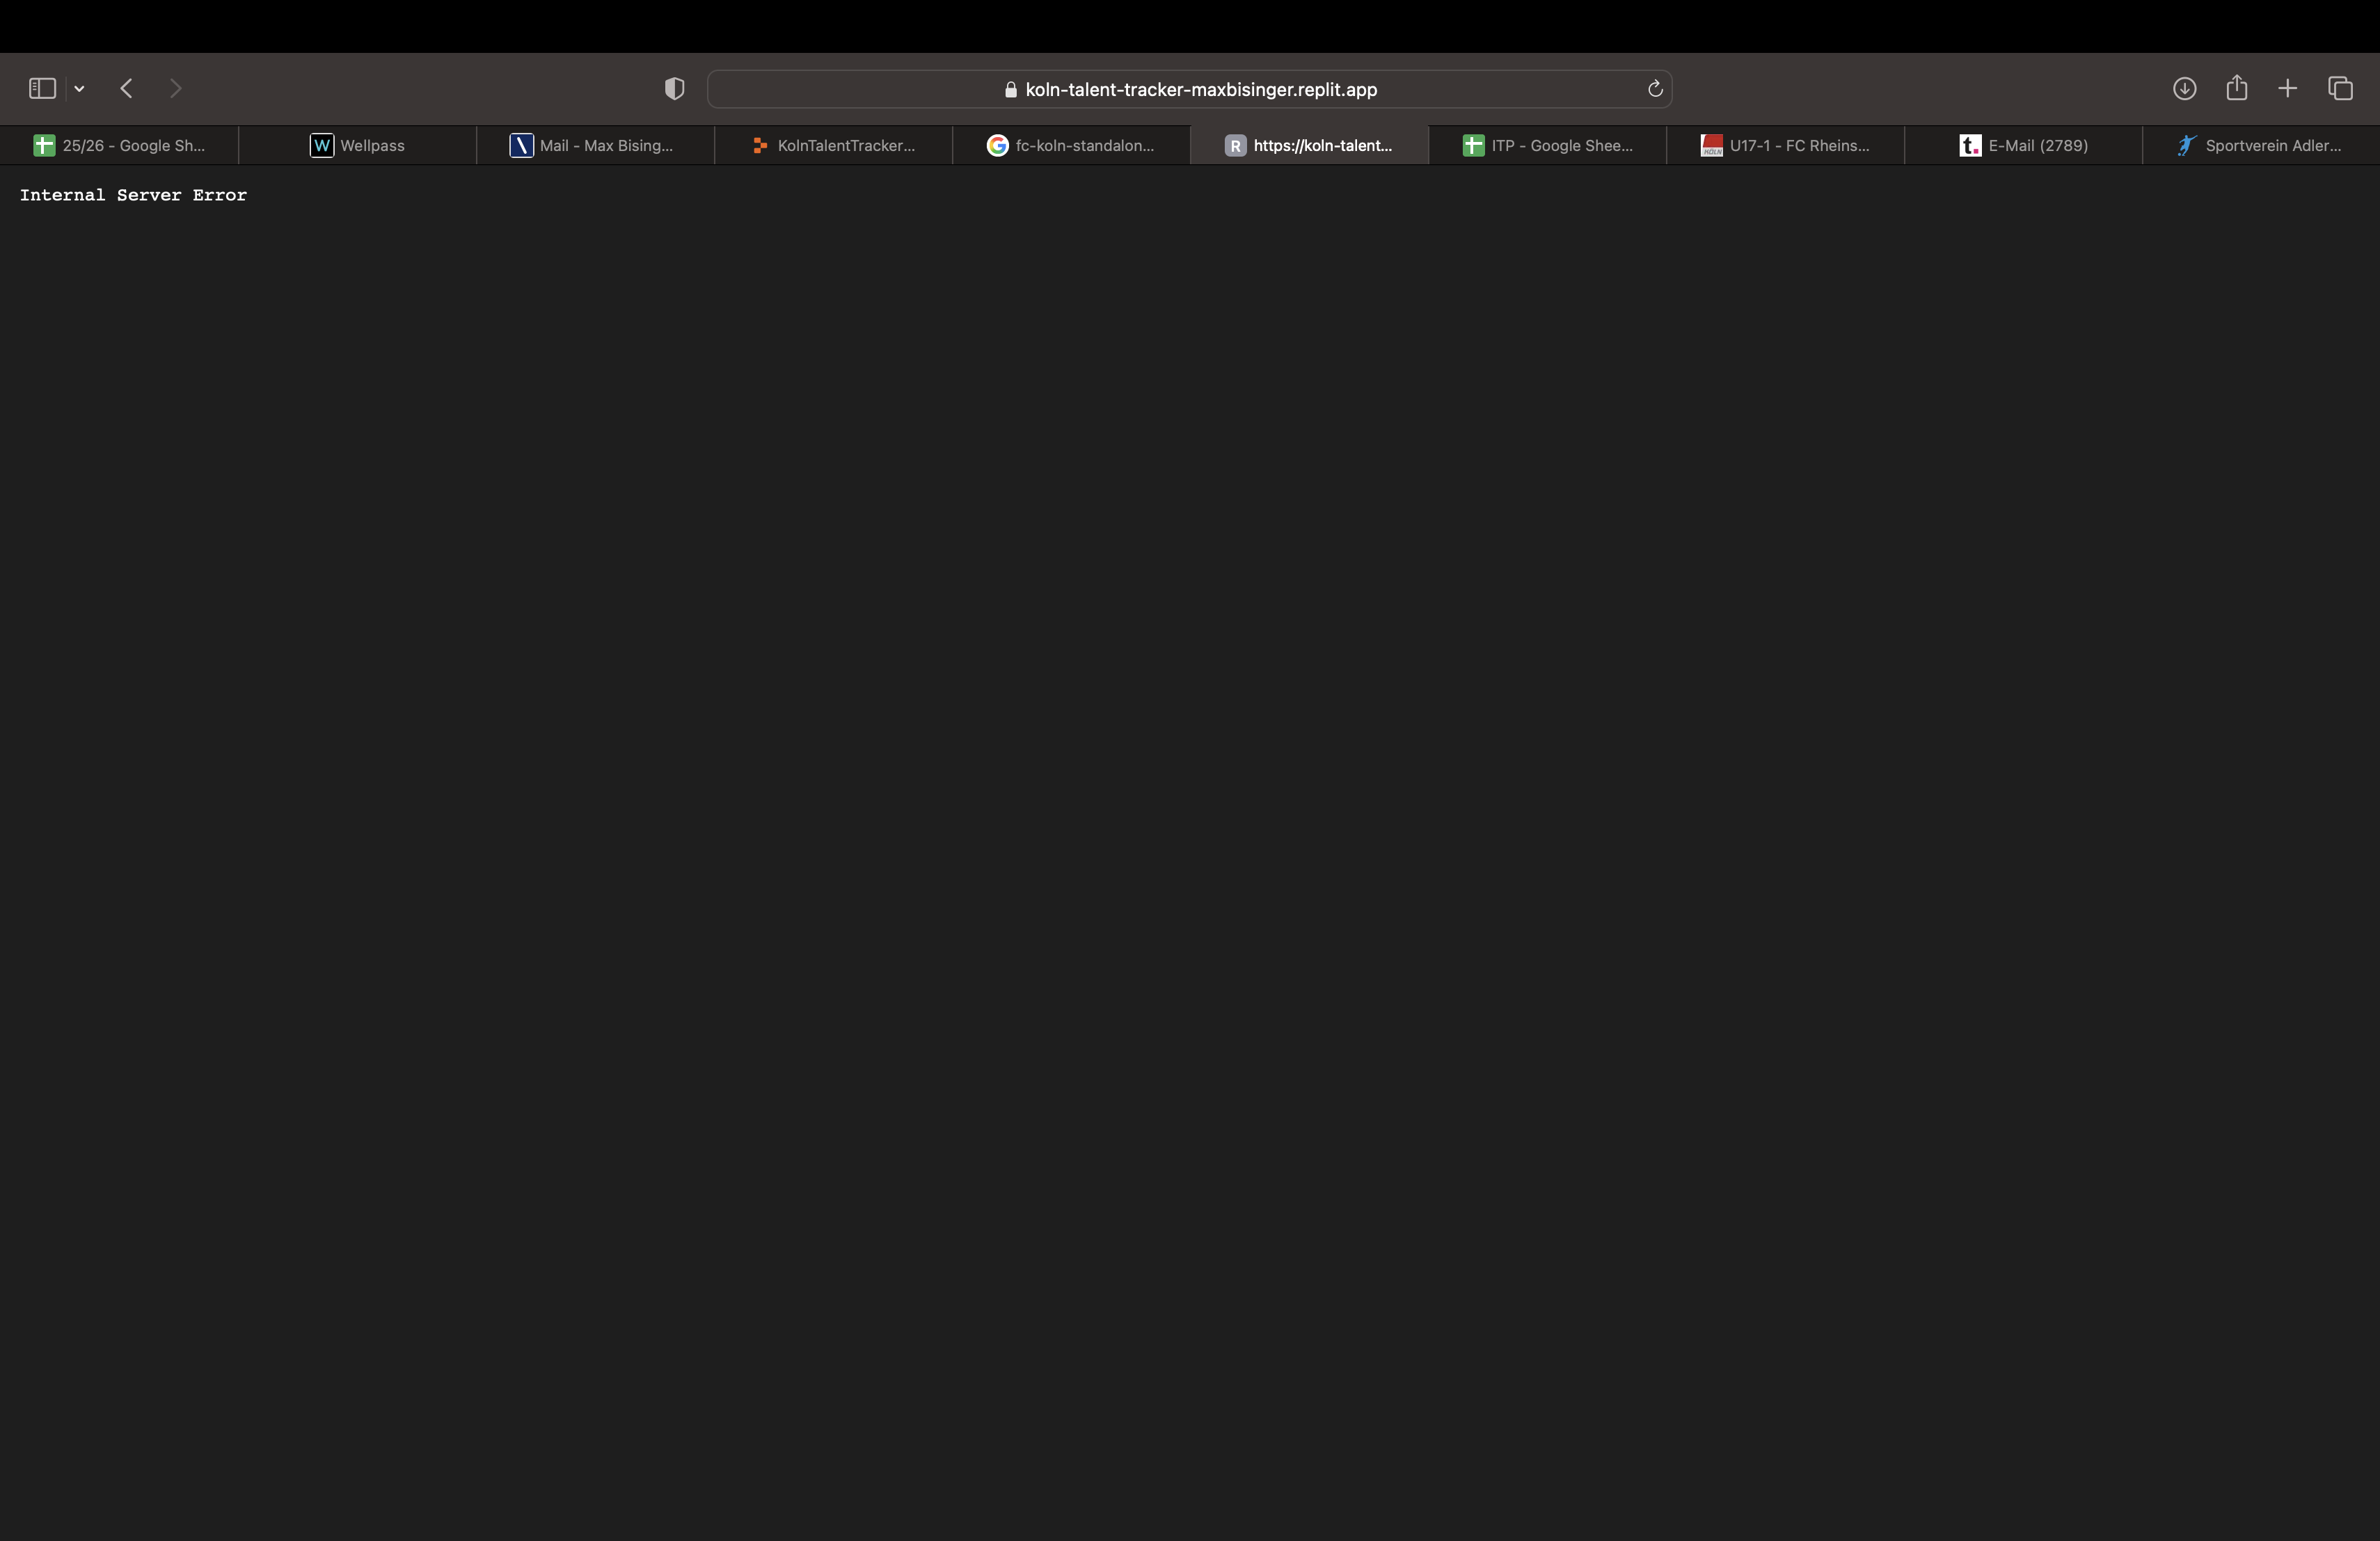 koln-talent-tracker-maxbisinger.replit.app
25/26 - Google Sh...
W Wellpass
Mail - Max Bising...
KolnTalentTracker...
G fc-koln-standalon...
R https://koln-talent...
ITP - Google Shee...
KÖLN U17-1 - FC Rheins...
t. E-Mail (2789)
Sportverein Adler...
Internal Server Error